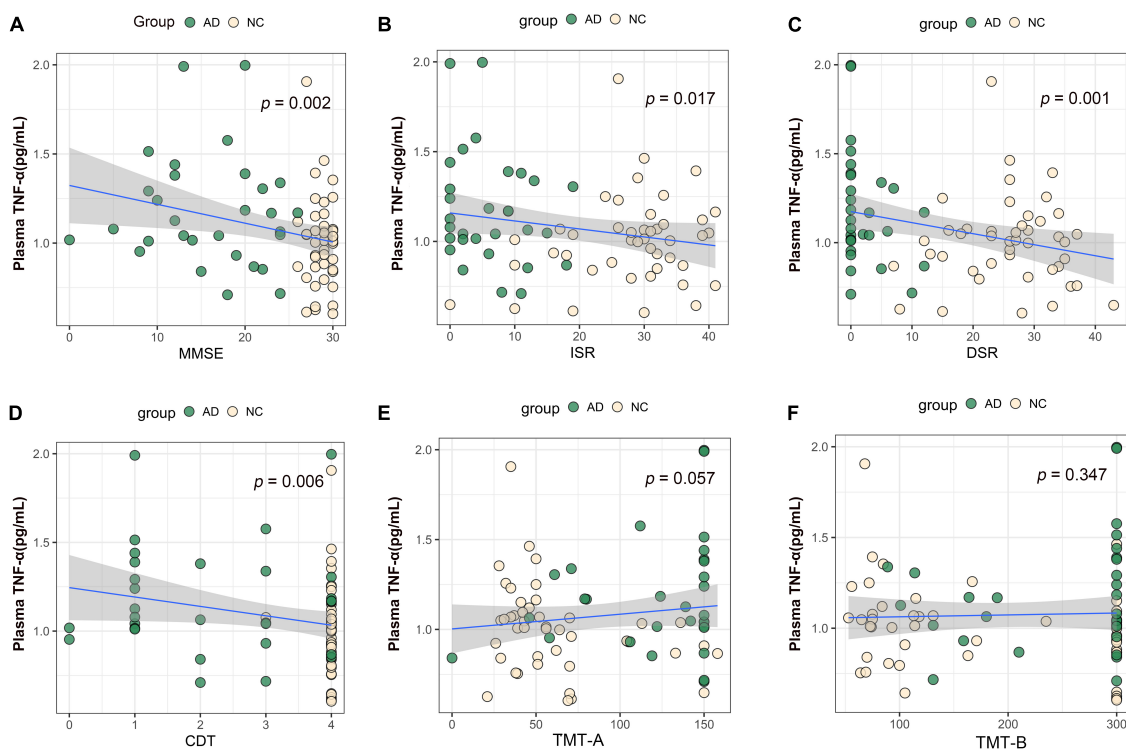 A
Group AD NC
Plasma TNF-α(pg/mL)
2.0
1.5
1.0
p = 0.002
0 10 20 30
MMSE
B
group AD NC
Plasma TNF-α(pg/mL)
2.0
1.5
1.0
p = 0.017
0 10 20 30 40
ISR
C
group AD NC
Plasma TNF-α(pg/mL)
2.0
1.5
1.0
p = 0.001
0 10 20 30 40
DSR
D
group AD NC
Plasma TNF-α(pg/mL)
2.0
1.5
1.0
p = 0.006
0 1 2 3 4
CDT
E
group AD NC
Plasma TNF-α(pg/mL)
2.0
1.5
1.0
p = 0.057
0 50 100 150
TMT-A
F
group AD NC
Plasma TNF-α(pg/mL)
2.0
1.5
1.0
p = 0.347
100 200 300
TMT-B